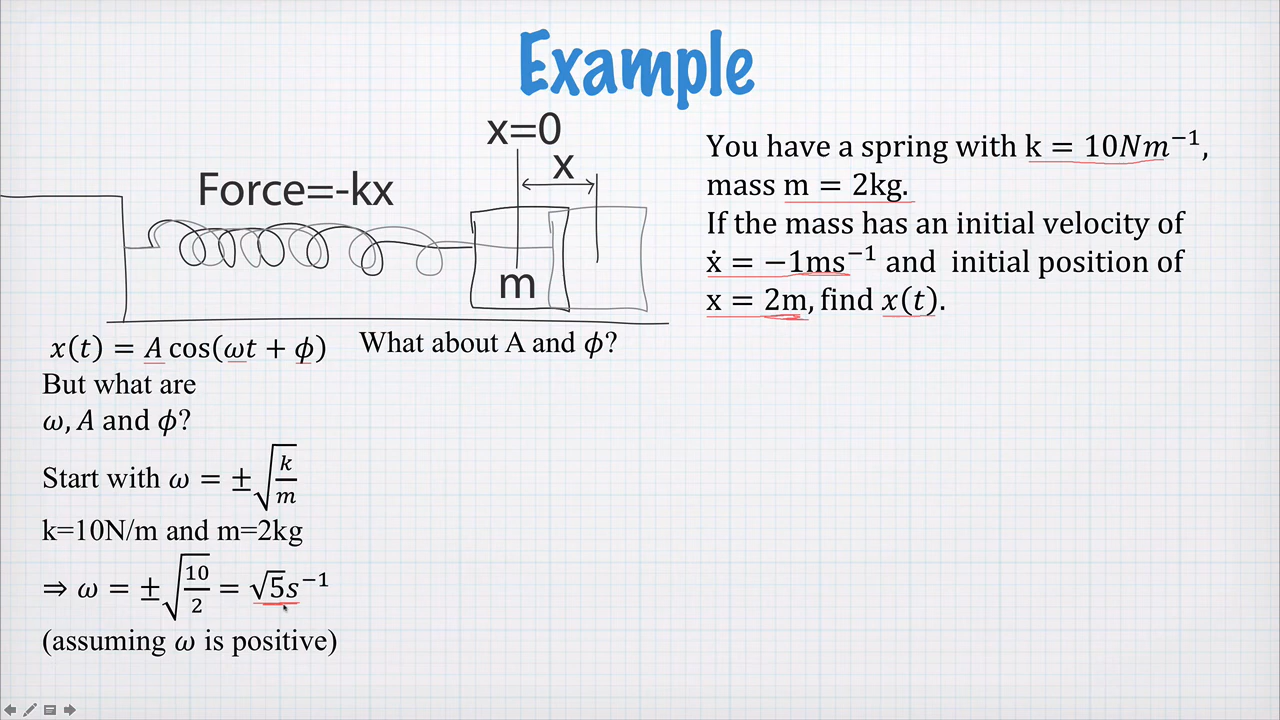 Example
x=0
x
Force=-kx
m
You have a spring with k = 10Nm⁻¹,
mass m = 2kg.
If the mass has an initial velocity of
ẋ = −1ms⁻¹ and initial position of
x = 2m, find x(t).
x(t) = A cos(ωt + ϕ)
What about A and ϕ?
But what are
ω, A and ϕ?
Start with ω = ±√(k/m)
k=10N/m and m=2kg
⇒ ω = ±√(10/2) = √5s⁻¹
(assuming ω is positive)